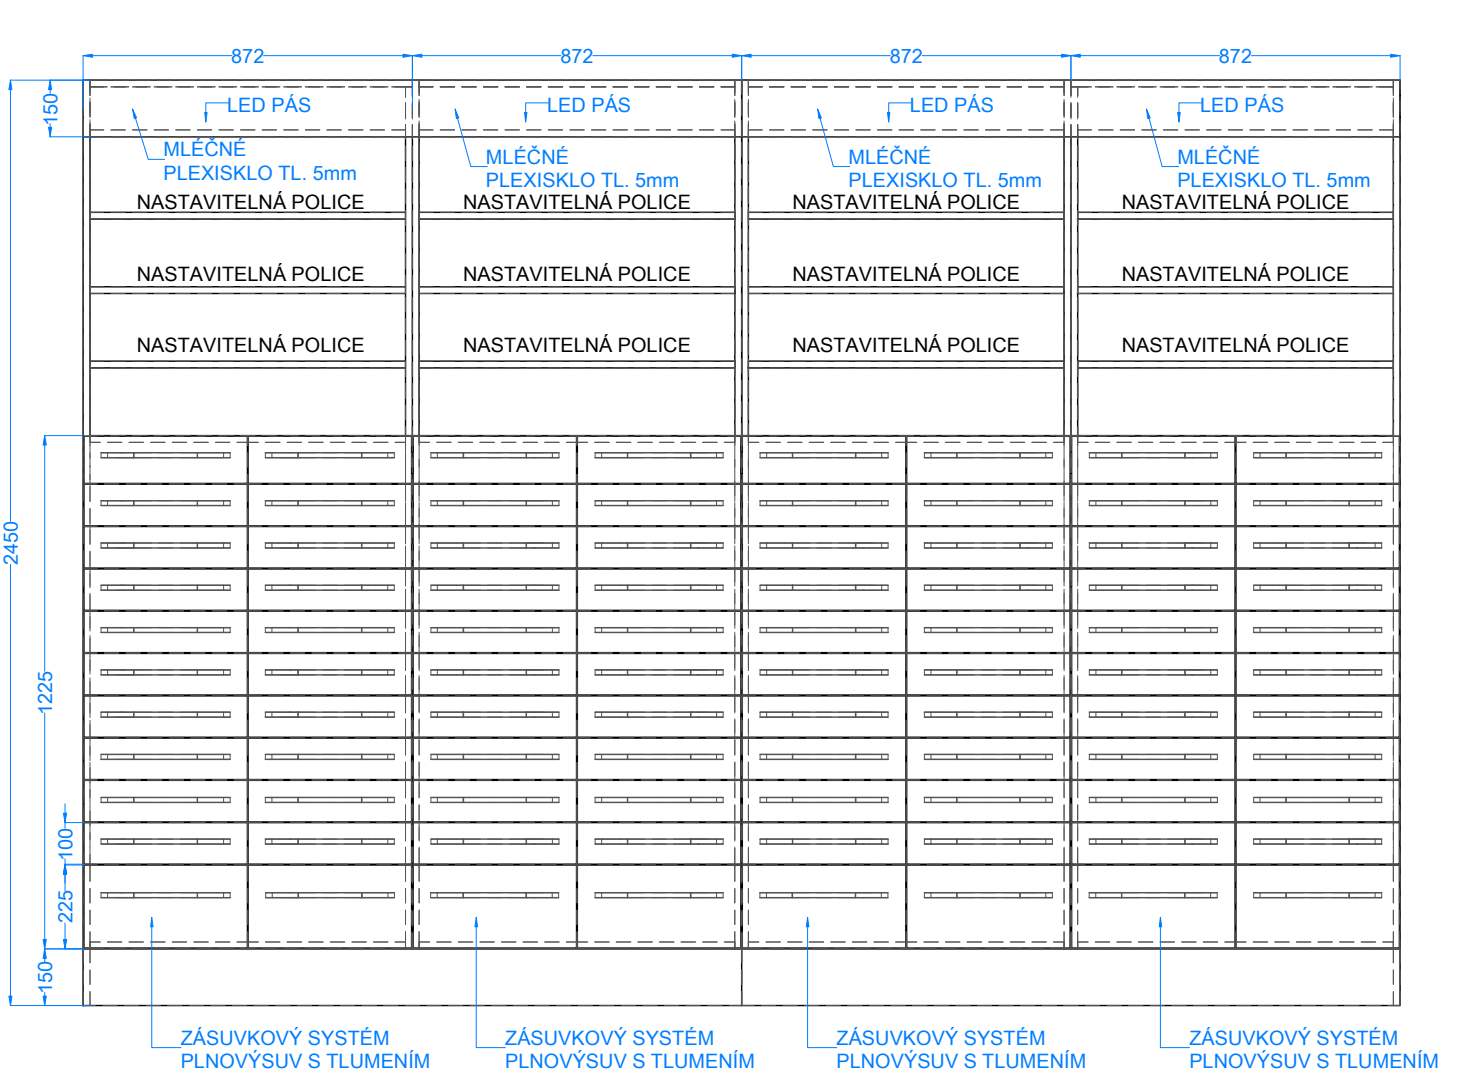 872 872 872 872
150
LED PÁS LED PÁS LED PÁS LED PÁS
MLÉČNÉ
PLEXISKLO TL. 5mm
MLÉČNÉ
PLEXISKLO TL. 5mm
MLÉČNÉ
PLEXISKLO TL. 5mm
MLÉČNÉ
PLEXISKLO TL. 5mm
NASTAVITELNÁ POLICE NASTAVITELNÁ POLICE NASTAVITELNÁ POLICE NASTAVITELNÁ POLICE
NASTAVITELNÁ POLICE NASTAVITELNÁ POLICE NASTAVITELNÁ POLICE NASTAVITELNÁ POLICE
NASTAVITELNÁ POLICE NASTAVITELNÁ POLICE NASTAVITELNÁ POLICE NASTAVITELNÁ POLICE
2450
1225
100
225
150
ZÁSUVKOVÝ SYSTÉM
PLNOVÝSUV S TLUMENÍM
ZÁSUVKOVÝ SYSTÉM
PLNOVÝSUV S TLUMENÍM
ZÁSUVKOVÝ SYSTÉM
PLNOVÝSUV S TLUMENÍM
ZÁSUVKOVÝ SYSTÉM
PLNOVÝSUV S TLUMENÍM